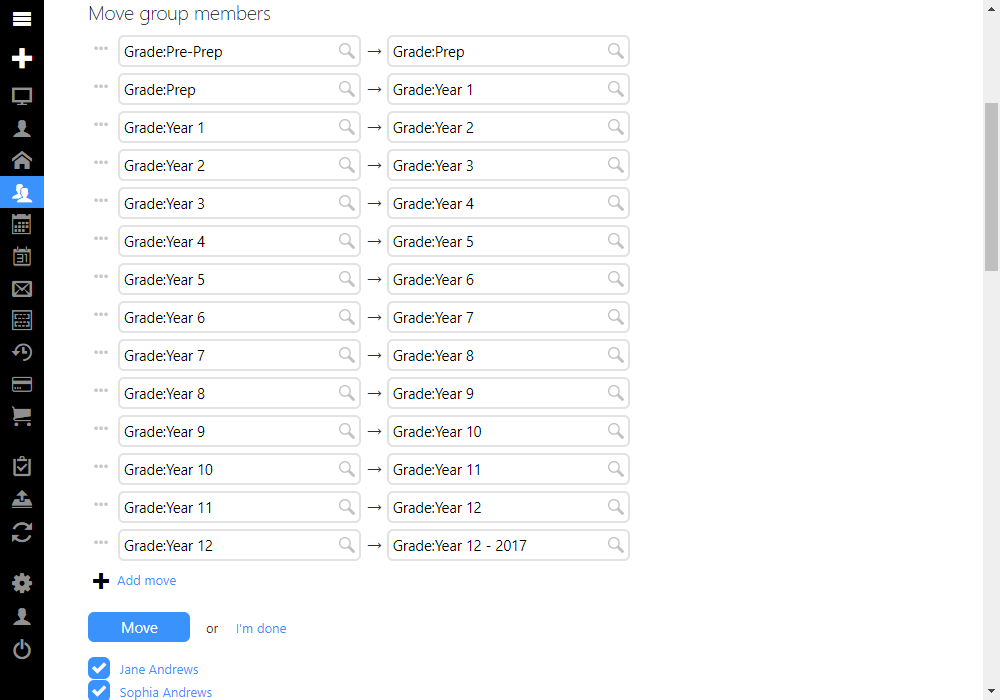 Move group members
Grade:Pre-Prep → Grade:Prep
Grade:Prep → Grade:Year 1
Grade:Year 1 → Grade:Year 2
Grade:Year 2 → Grade:Year 3
Grade:Year 3 → Grade:Year 4
Grade:Year 4 → Grade:Year 5
Grade:Year 5 → Grade:Year 6
Grade:Year 6 → Grade:Year 7
Grade:Year 7 → Grade:Year 8
Grade:Year 8 → Grade:Year 9
Grade:Year 9 → Grade:Year 10
Grade:Year 10 → Grade:Year 11
Grade:Year 11 → Grade:Year 12
Grade:Year 12 → Grade:Year 12 - 2017
Add move
Move or I'm done
Jane Andrews
Sophia Andrews
31